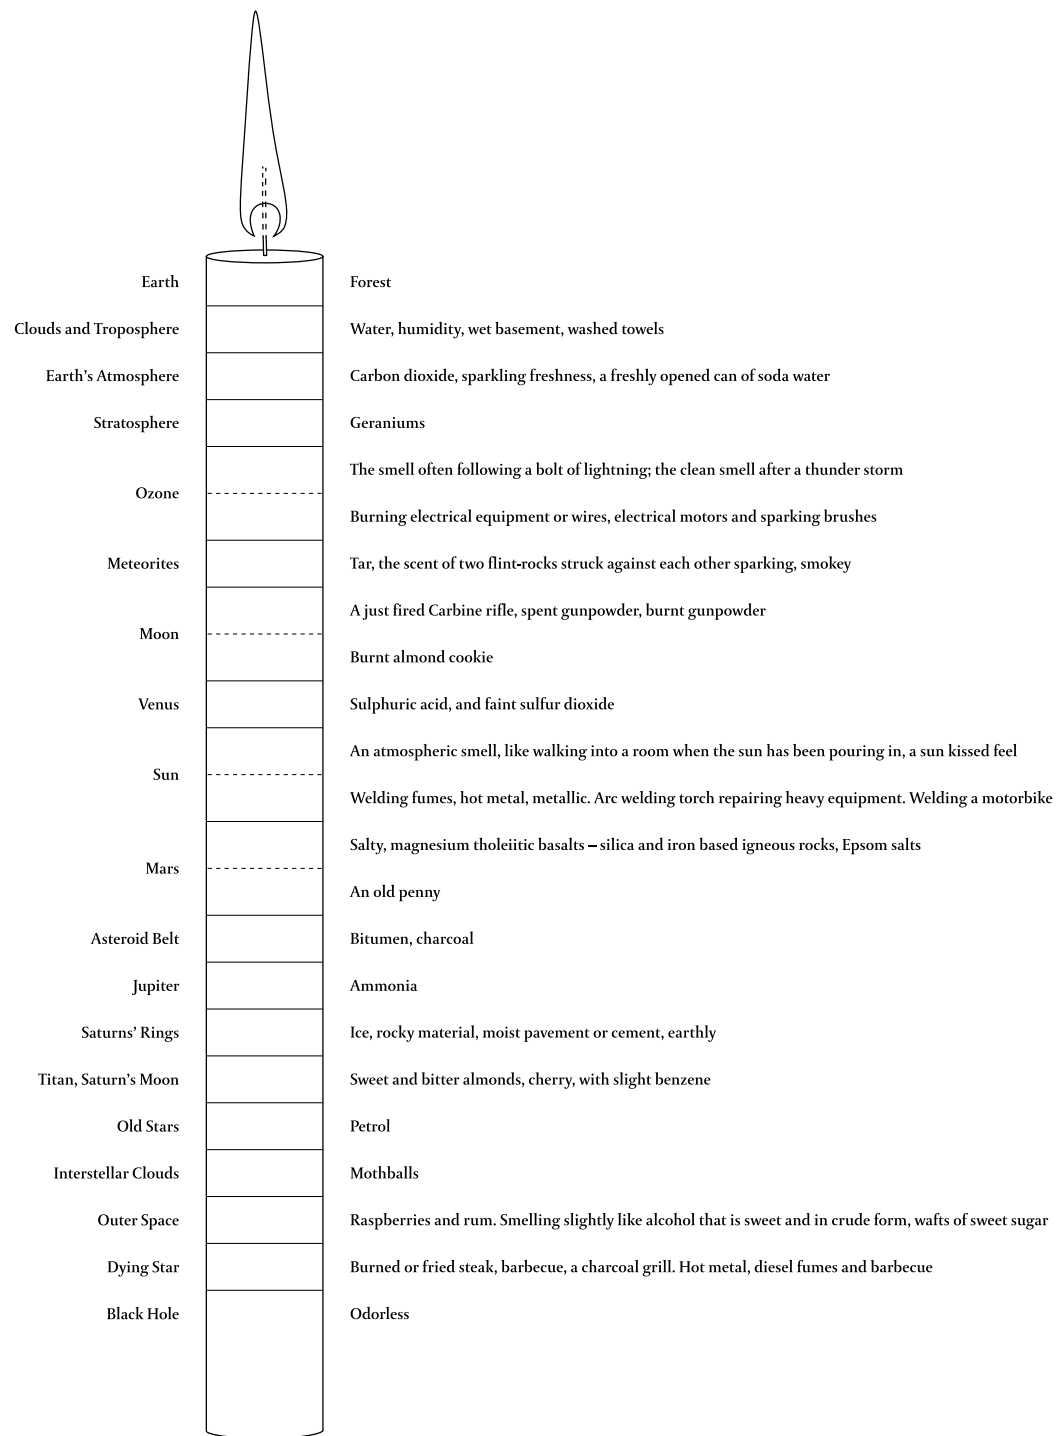 Earth
Forest
Clouds and Troposphere
Water, humidity, wet basement, washed towels
Earth’s Atmosphere
Carbon dioxide, sparkling freshness, a freshly opened can of soda water
Stratosphere
Geraniums
Ozone
The smell often following a bolt of lightning; the clean smell after a thunder storm
Burning electrical equipment or wires, electrical motors and sparking brushes
Meteorites
Tar, the scent of two flint-rocks struck against each other sparking, smokey
Moon
A just fired Carbine rifle, spent gunpowder, burnt gunpowder
Burnt almond cookie
Venus
Sulphuric acid, and faint sulfur dioxide
Sun
An atmospheric smell, like walking into a room when the sun has been pouring in, a sun kissed feel
Welding fumes, hot metal, metallic. Arc welding torch repairing heavy equipment. Welding a motorbike
Mars
Salty, magnesium tholeiitic basalts – silica and iron based igneous rocks, Epsom salts
An old penny
Asteroid Belt
Bitumen, charcoal
Jupiter
Ammonia
Saturns’ Rings
Ice, rocky material, moist pavement or cement, earthly
Titan, Saturn’s Moon
Sweet and bitter almonds, cherry, with slight benzene
Old Stars
Petrol
Interstellar Clouds
Mothballs
Outer Space
Raspberries and rum. Smelling slightly like alcohol that is sweet and in crude form, wafts of sweet sugar
Dying Star
Burned or fried steak, barbecue, a charcoal grill. Hot metal, diesel fumes and barbecue
Black Hole
Odorless